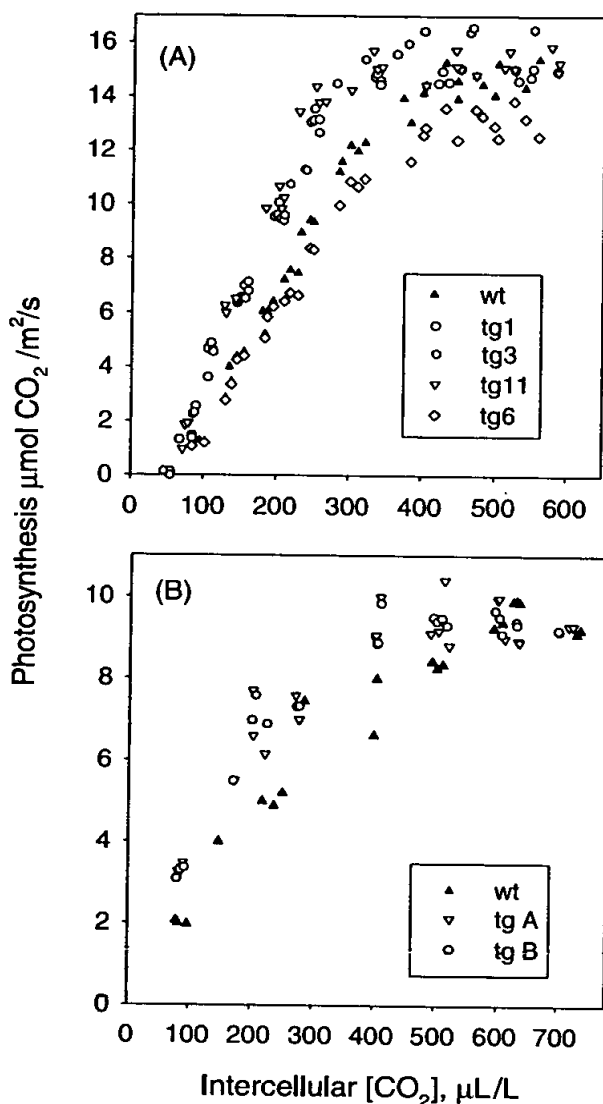 Photosynthesis µmol CO2 /m2/s
(A)
16
14
12
10
8
6
4
2
0
wt
tg1
tg3
tg11
tg6
0 100 200 300 400 500 600
(B)
10
8
6
4
2
0
wt
tg A
tg B
0 100 200 300 400 500 600 700
Intercellular [CO2], µL/L